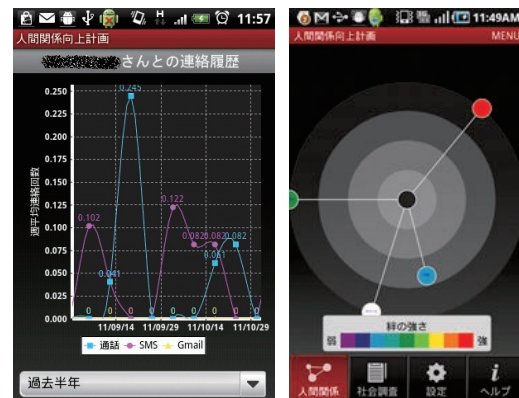 11:57
人間関係向上計画
さんとの連絡履歴
週平均連絡回数
0.250
0.225
0.200
0.175
0.150
0.125
0.100
0.075
0.050
0.025
0.000
0.245
0.102
0.041
0.122
0.082
0.082
0.082
0.061
0 0 0 0 0 0 0 0
11/09/14 11/09/29 11/10/14 11/10/29
通話 SMS Gmail
過去半年
11:49AM
人間関係向上計画 MENU
絆の強さ
弱 強
人間関係 社会調査 設定 ヘルプ